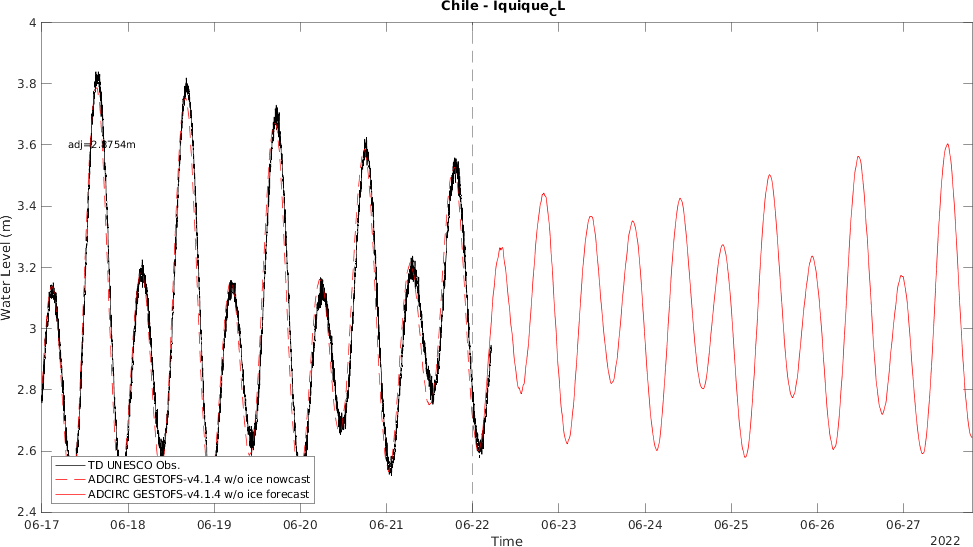 Chile - Iquique_CL
4
3.8
3.6
3.4
3.2
3
2.8
2.6
2.4
Water Level (m)
adj=2.8754m
TD UNESCO Obs.
ADCIRC GESTOFS-v4.1.4 w/o ice nowcast
ADCIRC GESTOFS-v4.1.4 w/o ice forecast
06-17 06-18 06-19 06-20 06-21 06-22 06-23 06-24 06-25 06-26 06-27
Time
2022